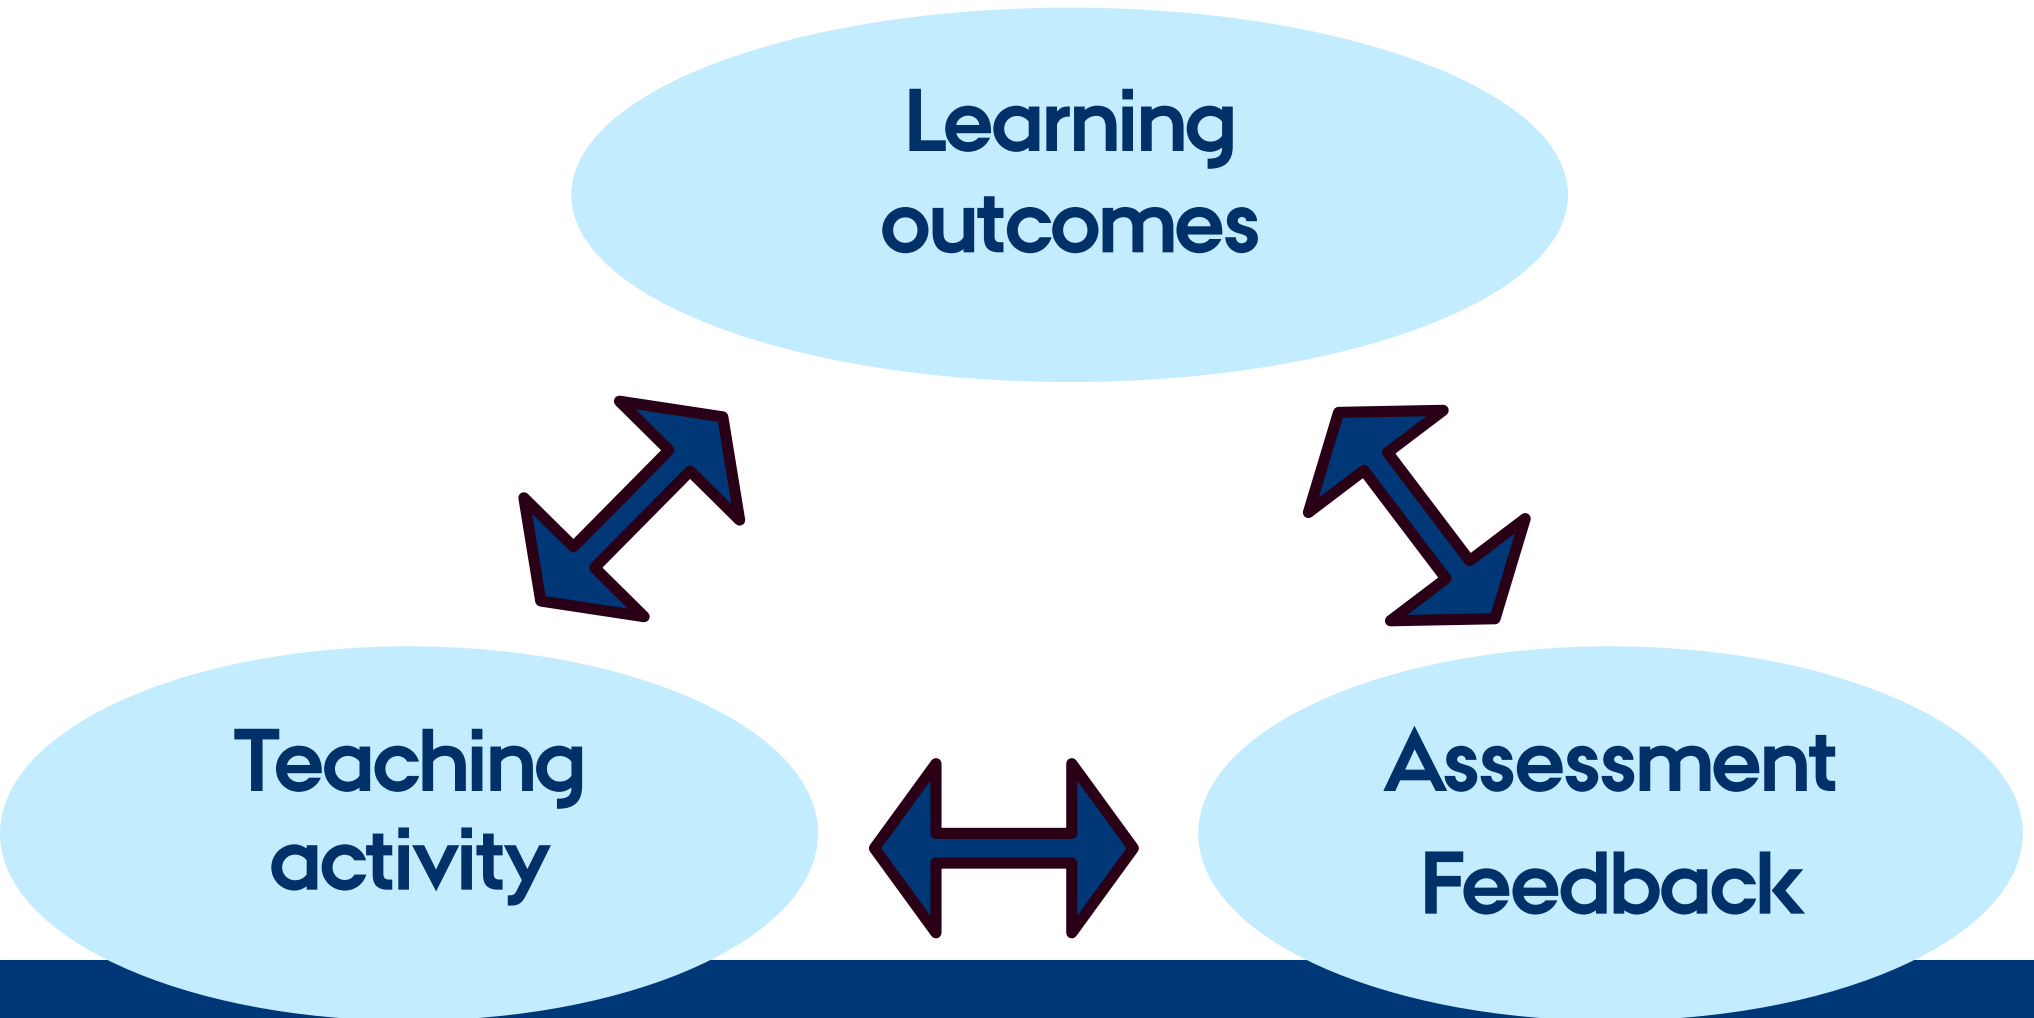 Learning
outcomes
Teaching
activity
Assessment
Feedback